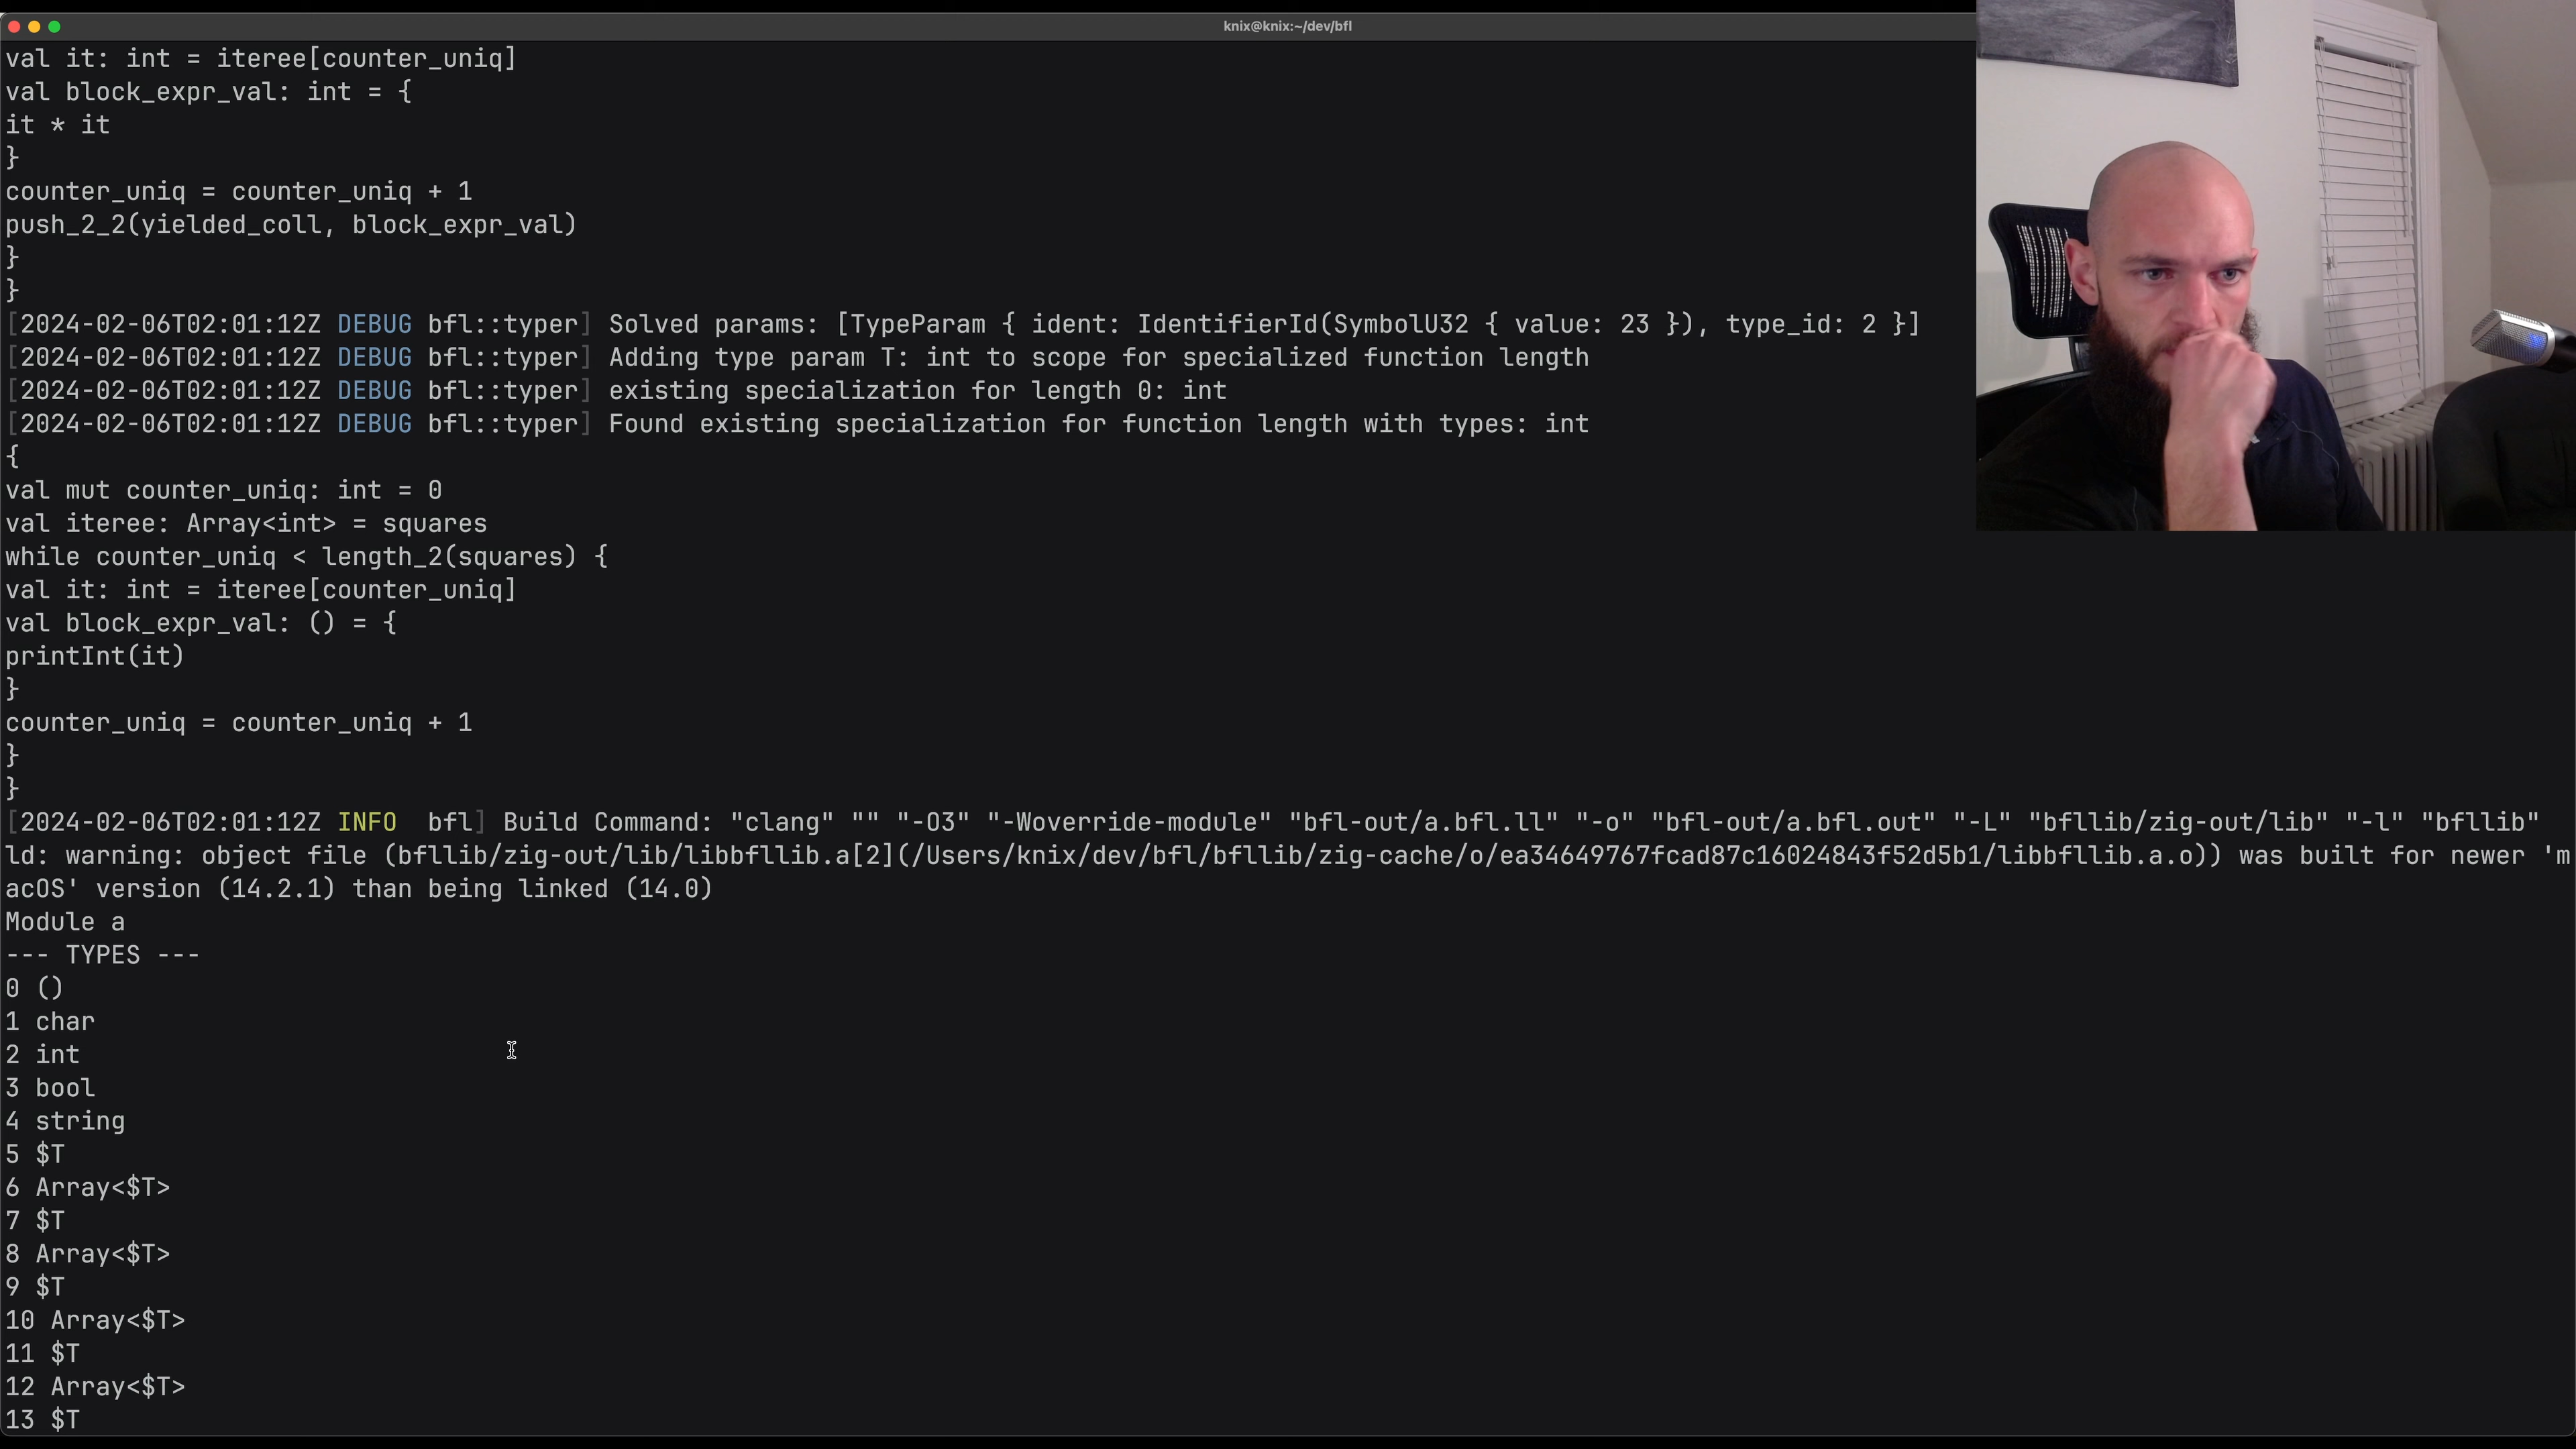 knix@knix:~/dev/bfl
val it: int = iteree[counter_uniq]
val block_expr_val: int = {
it * it
}
counter_uniq = counter_uniq + 1
push_2_2(yielded_coll, block_expr_val)
}
}
[2024-02-06T02:01:12Z DEBUG bfl::typer] Solved params: [TypeParam { ident: IdentifierId(SymbolU32 { value: 23 }), type_id: 2 }]
[2024-02-06T02:01:12Z DEBUG bfl::typer] Adding type param T: int to scope for specialized function length
[2024-02-06T02:01:12Z DEBUG bfl::typer] existing specialization for length 0: int
[2024-02-06T02:01:12Z DEBUG bfl::typer] Found existing specialization for function length with types: int
{
val mut counter_uniq: int = 0
val iteree: Array<int> = squares
while counter_uniq < length_2(squares) {
val it: int = iteree[counter_uniq]
val block_expr_val: () = {
printInt(it)
}
counter_uniq = counter_uniq + 1
}
}
[2024-02-06T02:01:12Z INFO  bfl] Build Command: "clang" "" "-O3" "-Woverride-module" "bfl-out/a.bfl.ll" "-o" "bfl-out/a.bfl.out" "-L" "bfllib/zig-out/lib" "-l" "bfllib"
ld: warning: object file (bfllib/zig-out/lib/libbfllib.a[2](/Users/knix/dev/bfl/bfllib/zig-cache/o/ea34649767fcad87c16024843f52d5b1/libbfllib.a.o)) was built for newer 'm
acOS' version (14.2.1) than being linked (14.0)
Module a
--- TYPES ---
0 ()
1 char
2 int
3 bool
4 string
5 $T
6 Array<$T>
7 $T
8 Array<$T>
9 $T
10 Array<$T>
11 $T
12 Array<$T>
13 $T